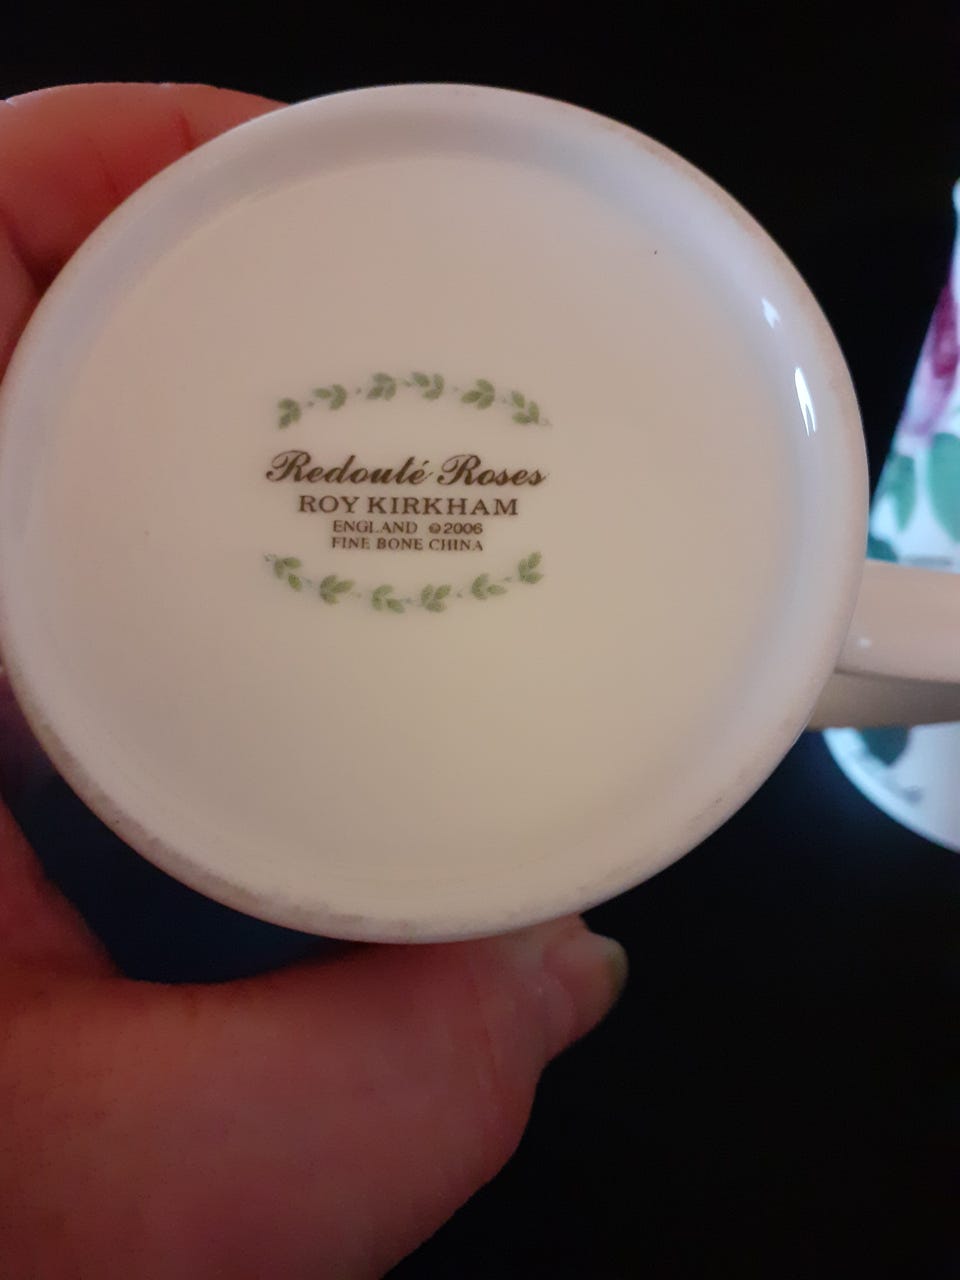 Redouté Roses
ROY KIRKHAM
ENGLAND ©2006
FINE BONE CHINA